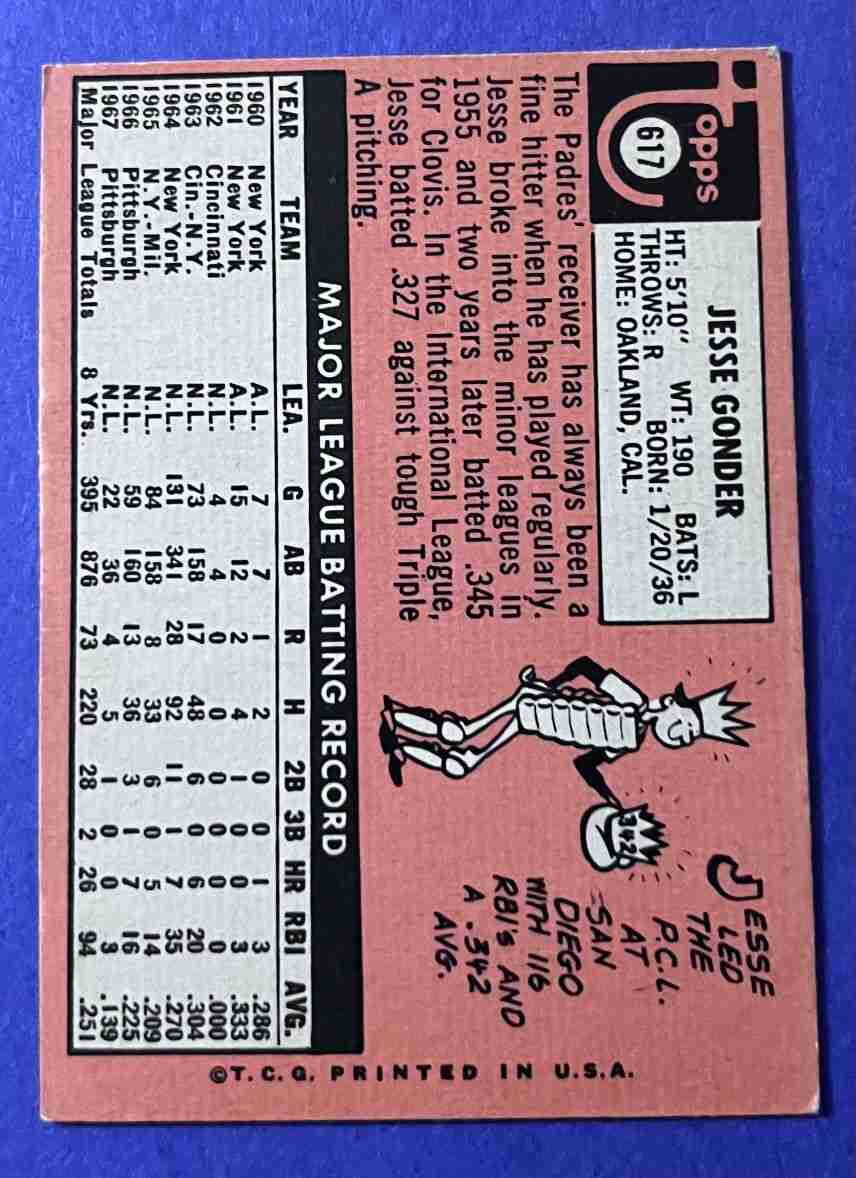 Topps
617
JESSE GONDER
HT: 5'10" WT: 190 BATS: L
THROWS: R BORN: 1/20/36
HOME: OAKLAND, CAL.
The Padres' receiver has always been a
fine hitter when he has played regularly.
Jesse broke into the minor leagues in
1955 and two years later batted .345
for Clovis. In the International League,
Jesse batted .327 against tough Triple
A pitching.
.342
JESSE
LED
THE
P.C.L.
AT
SAN
DIEGO
WITH 116
RBI's AND
A .342
AVG.
MAJOR LEAGUE BATTING RECORD
YEAR TEAM LEA. G AB R H 2B 3B HR RBI AVG.
1960 New York A.L. 7 7 1 2 0 0 1 3 .286
1961 New York A.L. 15 12 2 4 1 0 0 3 .333
1962 Cincinnati N.L. 4 4 0 0 0 0 0 0 .000
1963 Cin.-N.Y. N.L. 73 158 17 48 6 0 6 20 .304
1964 New York N.L. 131 341 28 92 11 1 7 35 .270
1965 N.Y.-Mil. N.L. 84 158 8 33 6 0 5 14 .209
1966 Pittsburgh N.L. 59 160 13 36 3 1 7 16 .225
1967 Pittsburgh N.L. 22 36 4 5 1 0 0 3 .139
Major League Totals 8 Yrs. 395 876 73 220 28 2 26 94 .251
©T.C.G. PRINTED IN U.S.A.